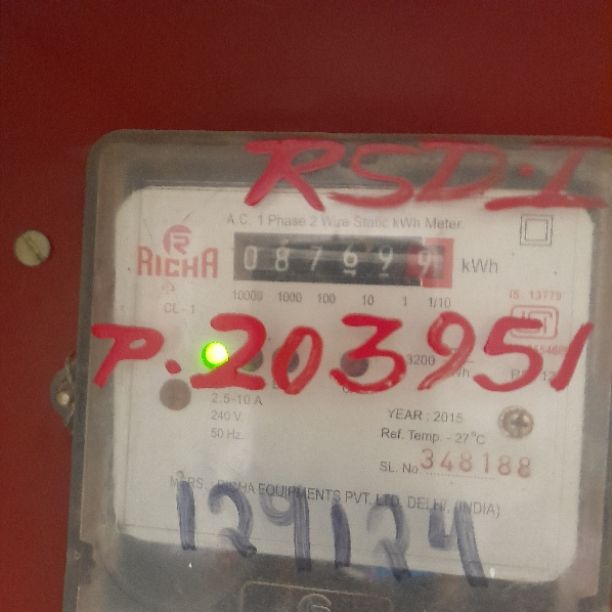 RSD-I
A.C. 1 Phase 2 Wire Static kWh Meter
RICHA
087699 kWh
10000 1000 100 10 1 1/10
CL-1
IS. 13779
P.203951
3200
2.5-10 A
240 V.
50 Hz.
YEAR : 2015
Ref. Temp. - 27°C
SL. No 348188
M/S. RICHA EQUIPMENTS PVT. LTD. DELHI, (INDIA)
129124